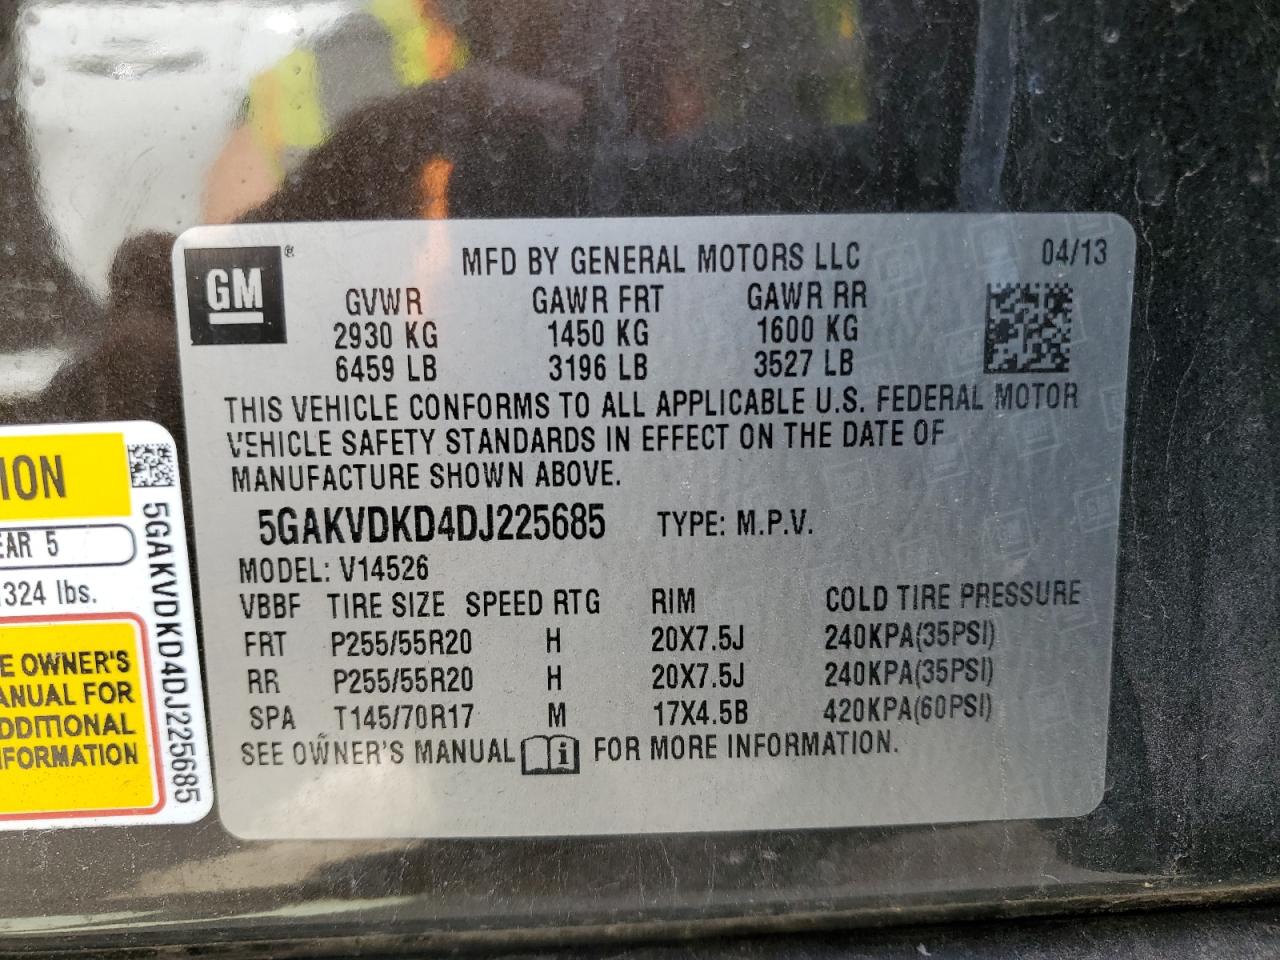 GM ®
MFD BY GENERAL MOTORS LLC 04/13
GVWR GAWR FRT GAWR RR
2930 KG 1450 KG 1600 KG
6459 LB 3196 LB 3527 LB
THIS VEHICLE CONFORMS TO ALL APPLICABLE U.S. FEDERAL MOTOR
VEHICLE SAFETY STANDARDS IN EFFECT ON THE DATE OF
MANUFACTURE SHOWN ABOVE.
5GAKVDKD4DJ225685 TYPE: M.P.V.
MODEL: V14526
VBBF TIRE SIZE SPEED RTG RIM COLD TIRE PRESSURE
FRT P255/55R20 H 20X7.5J 240KPA(35PSI)
RR P255/55R20 H 20X7.5J 240KPA(35PSI)
SPA T145/70R17 M 17X4.5B 420KPA(60PSI)
SEE OWNER'S MANUAL i FOR MORE INFORMATION.
ION
EAR 5
324 lbs.
E OWNER'S
ANUAL FOR
DDITIONAL
FORMATION
5GAKVDKD4DJ225685